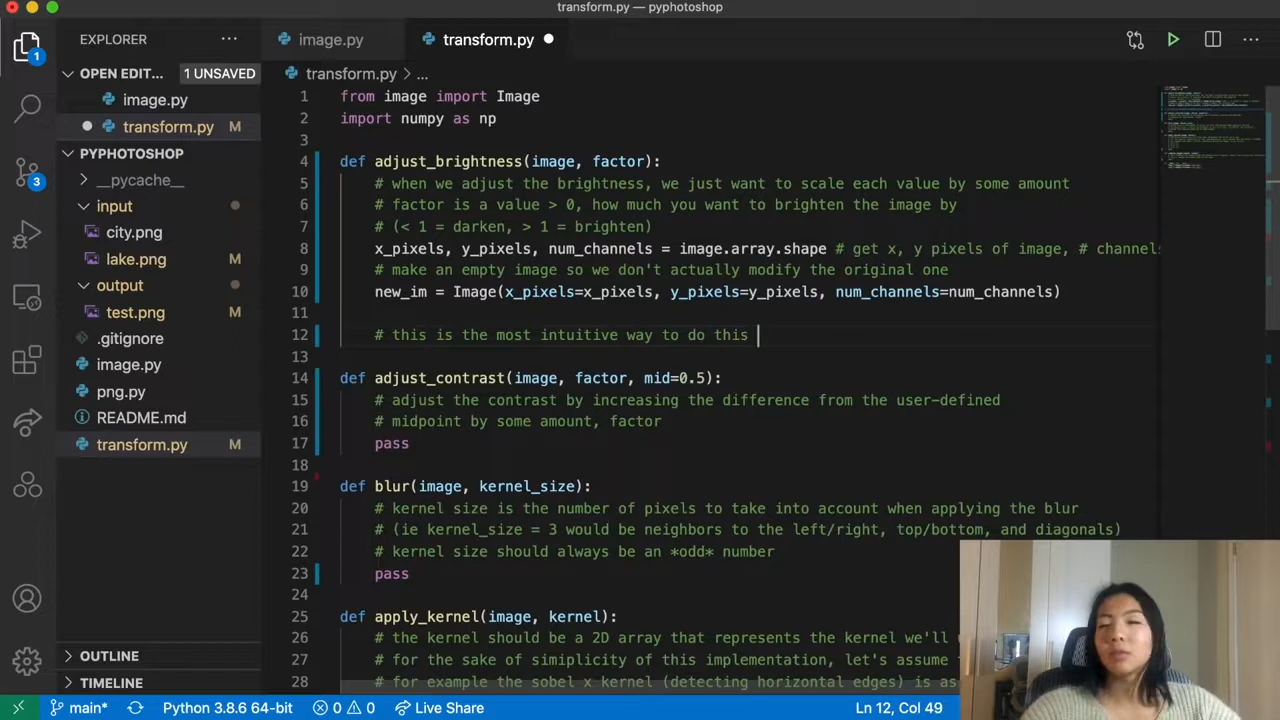 transform.py — pyphotoshop
EXPLORER
image.py
transform.py
OPEN EDIT... 1 UNSAVED
transform.py > ...
image.py
transform.py M
PYPHOTOSHOP
__pycache__
input
city.png
lake.png M
output
test.png M
.gitignore
image.py
png.py
README.md
transform.py M
OUTLINE
TIMELINE
1
3
1 from image import Image
2 import numpy as np
3
4 def adjust_brightness(image, factor):
5 # when we adjust the brightness, we just want to scale each value by some amount
6 # factor is a value > 0, how much you want to brighten the image by
7 # (< 1 = darken, > 1 = brighten)
8 x_pixels, y_pixels, num_channels = image.array.shape # get x, y pixels of image, # channels
9 # make an empty image so we don't actually modify the original one
10 new_im = Image(x_pixels=x_pixels, y_pixels=y_pixels, num_channels=num_channels)
11
12 # this is the most intuitive way to do this
13
14 def adjust_contrast(image, factor, mid=0.5):
15 # adjust the contrast by increasing the difference from the user-defined
16 # midpoint by some amount, factor
17 pass
18
19 def blur(image, kernel_size):
20 # kernel size is the number of pixels to take into account when applying the blur
21 # (ie kernel_size = 3 would be neighbors to the left/right, top/bottom, and diagonals)
22 # kernel size should always be an *odd* number
23 pass
24
25 def apply_kernel(image, kernel):
26 # the kernel should be a 2D array that represents the kernel we'll
27 # for the sake of simiplicity of this implementation, let's assume
28 # for example the sobel x kernel (detecting horizontal edges) is
main* Python 3.8.6 64-bit 0 0 Live Share Ln 12, Col 49